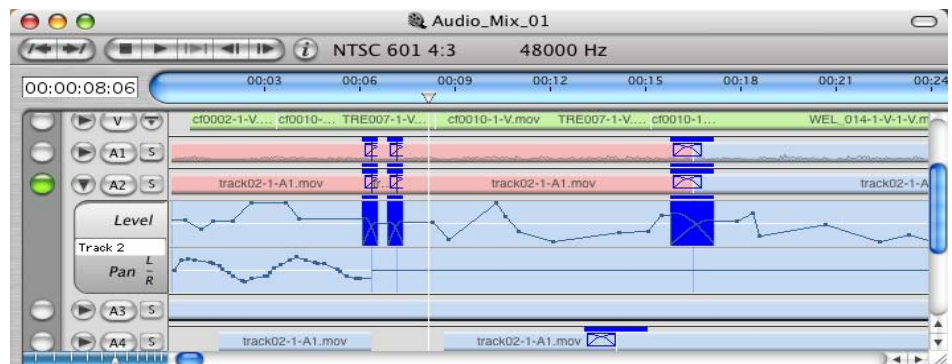 Audio_Mix_01
NTSC 601 4:3 48000 Hz
00:00:08:06 00:03 00:06 00:09 00:12 00:15 00:18 00:21 00:24
V cf0002-1-V.... cf0010-... TRE007-1-V... cf0010-1-V.mov TRE007-1-V.... cf0010-1... WEL_014-1-V-1-V.m
A1 S
A2 S track02-1-A1.mov tr... track02-1-A1.mov track02-1-A
Level
Track 2
Pan L R
A3 S
A4 S track02-1-A1.mov track02-1-A1.mov